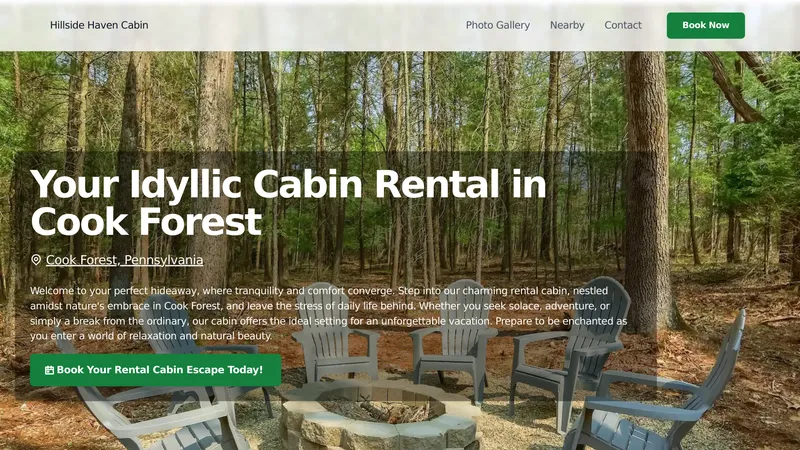 Hillside Haven Cabin
Photo Gallery
Nearby
Contact
Book Now
Your Idyllic Cabin Rental in
Cook Forest
Cook Forest, Pennsylvania
Welcome to your perfect hideaway, where tranquility and comfort converge. Step into our charming rental cabin, nestled
amidst nature's embrace in Cook Forest, and leave the stress of daily life behind. Whether you seek solace, adventure, or
simply a break from the ordinary, our cabin offers the ideal setting for an unforgettable vacation. Prepare to be enchanted as
you enter a world of relaxation and natural beauty.
Book Your Rental Cabin Escape Today!